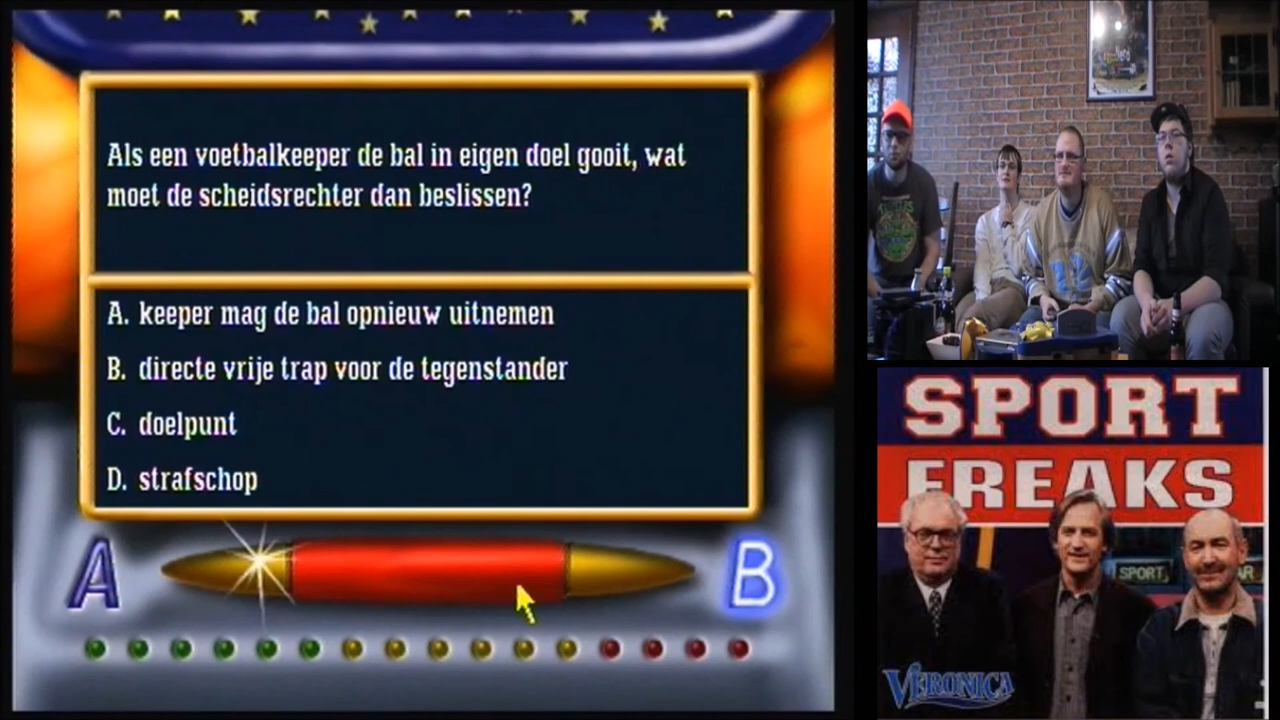 Als een voetbalkeeper de bal in eigen doel gooit, wat
moet de scheidsrechter dan beslissen?
A. keeper mag de bal opnieuw uitnemen
B. directe vrije trap voor de tegenstander
C. doelpunt
D. strafschop
A
B
SPORT
FREAKS
SPORT
VERONICA